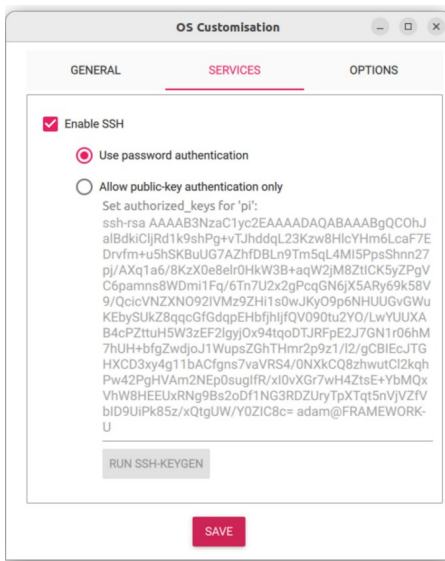 OS Customisation
GENERAL
SERVICES
OPTIONS
Enable SSH
Use password authentication
Allow public-key authentication only
Set authorized_keys for 'pi':
ssh-rsa AAAAB3NzaC1yc2EAAAADAQABAAABgQCOhJ
alBdkiCljRd1k9shPg+vTJhddqL23Kzw8HlcYHm6LcaF7E
Drvfm+u5hSKBuUG7AZhfDBLn9Tm5qL4MI5PpsShnn27
pj/AXq1a6/8KzX0e8elr0HkW3B+aqW2jM8ZtICK5yZPgV
C6pamns8WDmi1Fq/6Tn7U2x2gPcqGN6jX5ARy69k58V
9/QcicVNZXNO92IVMz9ZHi1s0wJKyO9p6NHUUGvGWu
KEbySUkZ8qqcGfGdqpEHbfjhIjfQV090tu2YO/LwYUUXA
B4cPZttuH5W3zEF2lgyjOx94tqoDTJRFpE2J7GN1r06hM
7hUH+bfgZwdjoJ1WupsZGhTHmr2p9z1/l2/gCBIEcJTG
HXCD3xy4g11bACfgns7vaVRS4/0NXkCQ8zhwutCl2kqh
Pw42PgHVAm2NEp0sugIfR/xI0vXGr7wH4ZtsE+YbMQx
VhW8HEEUxRNg9Bs2oDf1NG3RDZUryTpXTqt5nVjVZfV
bID9UiPk85z/xQtgUW/Y0ZIC8c= adam@FRAMEWORK-
U
RUN SSH-KEYGEN
SAVE